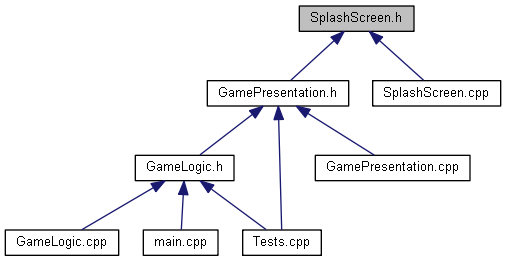 SplashScreen.h
GamePresentation.h
SplashScreen.cpp
GameLogic.h
GamePresentation.cpp
GameLogic.cpp
main.cpp
Tests.cpp